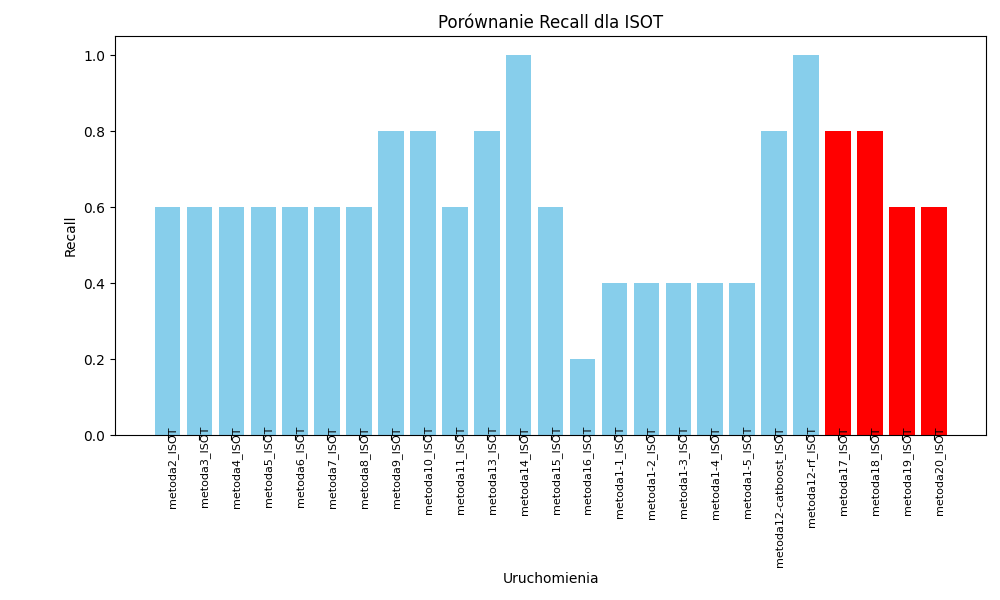 Porównanie Recall dla ISOT
Recall
1.0
0.8
0.6
0.4
0.2
0.0
metoda2_ISOT
metoda3_ISOT
metoda4_ISOT
metoda5_ISOT
metoda6_ISOT
metoda7_ISOT
metoda8_ISOT
metoda9_ISOT
metoda10_ISOT
metoda11_ISOT
metoda13_ISOT
metoda14_ISOT
metoda15_ISOT
metoda16_ISOT
metoda1-1_ISOT
metoda1-2_ISOT
metoda1-3_ISOT
metoda1-4_ISOT
metoda1-5_ISOT
metoda12-catboost_ISOT
metoda12-rf_ISOT
metoda17_ISOT
metoda18_ISOT
metoda19_ISOT
metoda20_ISOT
Uruchomienia